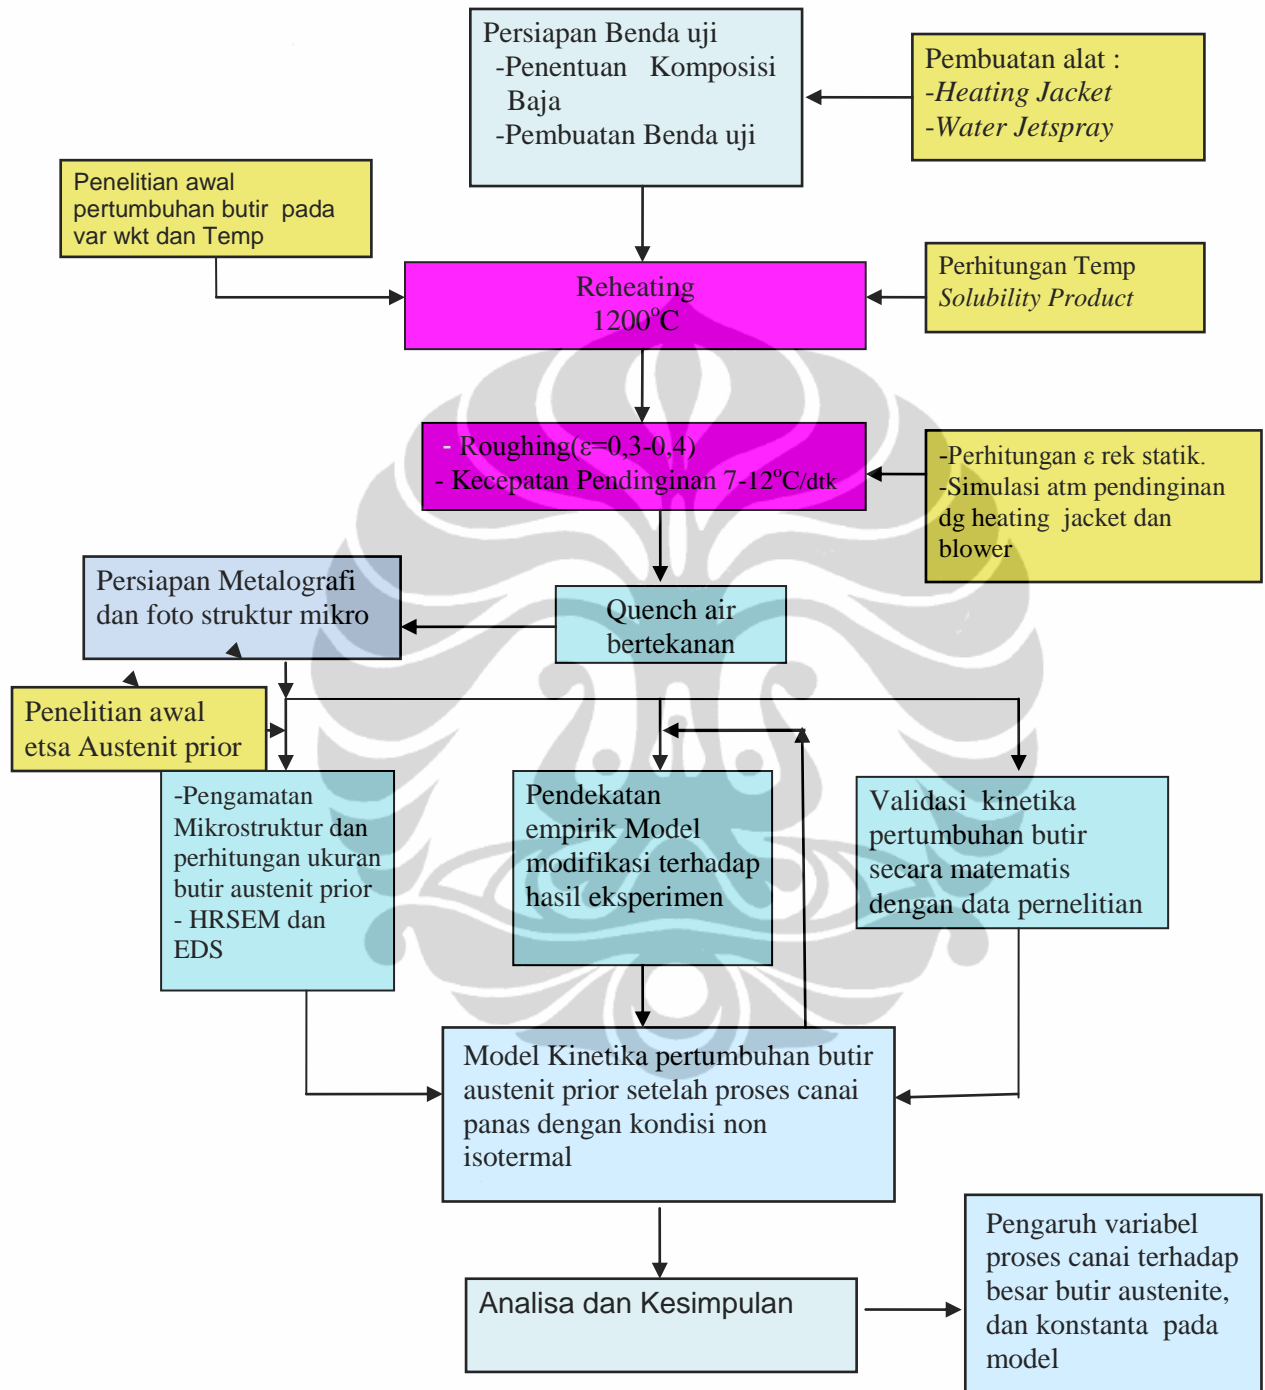 Persiapan Benda uji
-Penentuan Komposisi
Baja
-Pembuatan Benda uji
Pembuatan alat :
-Heating Jacket
-Water Jetspray
Penelitian awal
pertumbuhan butir pada
var wkt dan Temp
Reheating
1200°C
Perhitungan Temp
Solubility Product
- Roughing(ε=0,3-0,4)
- Kecepatan Pendinginan 7-12°C/dtk
-Perhitungan ε rek statik.
-Simulasi atm pendinginan
dg heating jacket dan
blower
Persiapan Metalografi
dan foto struktur mikro
Quench air
bertekanan
Penelitian awal
etsa Austenit prior
-Pengamatan
Mikrostruktur dan
perhitungan ukuran
butir austenit prior
- HRSEM dan
EDS
Pendekatan
empirik Model
modifikasi terhadap
hasil eksperimen
Validasi kinetika
pertumbuhan butir
secara matematis
dengan data pernelitian
Model Kinetika pertumbuhan butir
austenit prior setelah proses canai
panas dengan kondisi non
isotermal
Analisa dan Kesimpulan
Pengaruh variabel
proses canai terhadap
besar butir austenite,
dan konstanta pada
model